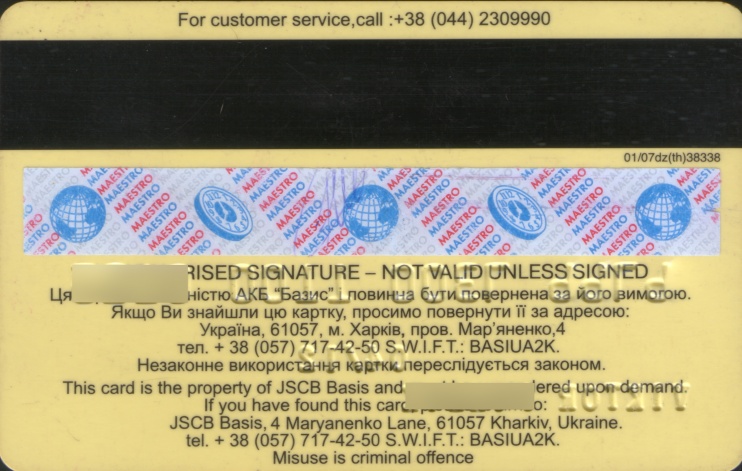 For customer service,call :+38 (044) 2309990
01/07dz(th)38338
MAESTRO MAESTRO MAESTRO MAESTRO MAESTRO
RISED SIGNATURE – NOT VALID UNLESS SIGNED
Ця ністю АКБ “Базис” і повинна бути повернена за його вимогою.
Якщо Ви знайшли цю картку, просимо повернути її за адресою:
Україна, 61057, м. Харків, пров. Мар’яненко,4
тел. + 38 (057) 717-42-50 S.W.I.F.T.: BASIUA2K.
Незаконне використання картки переслідується законом.
This card is the property of JSCB Basis and ered upon demand.
If you have found this card o:
JSCB Basis, 4 Maryanenko Lane, 61057 Kharkiv, Ukraine.
tel. + 38 (057) 717-42-50 S.W.I.F.T.: BASIUA2K.
Misuse is criminal offence